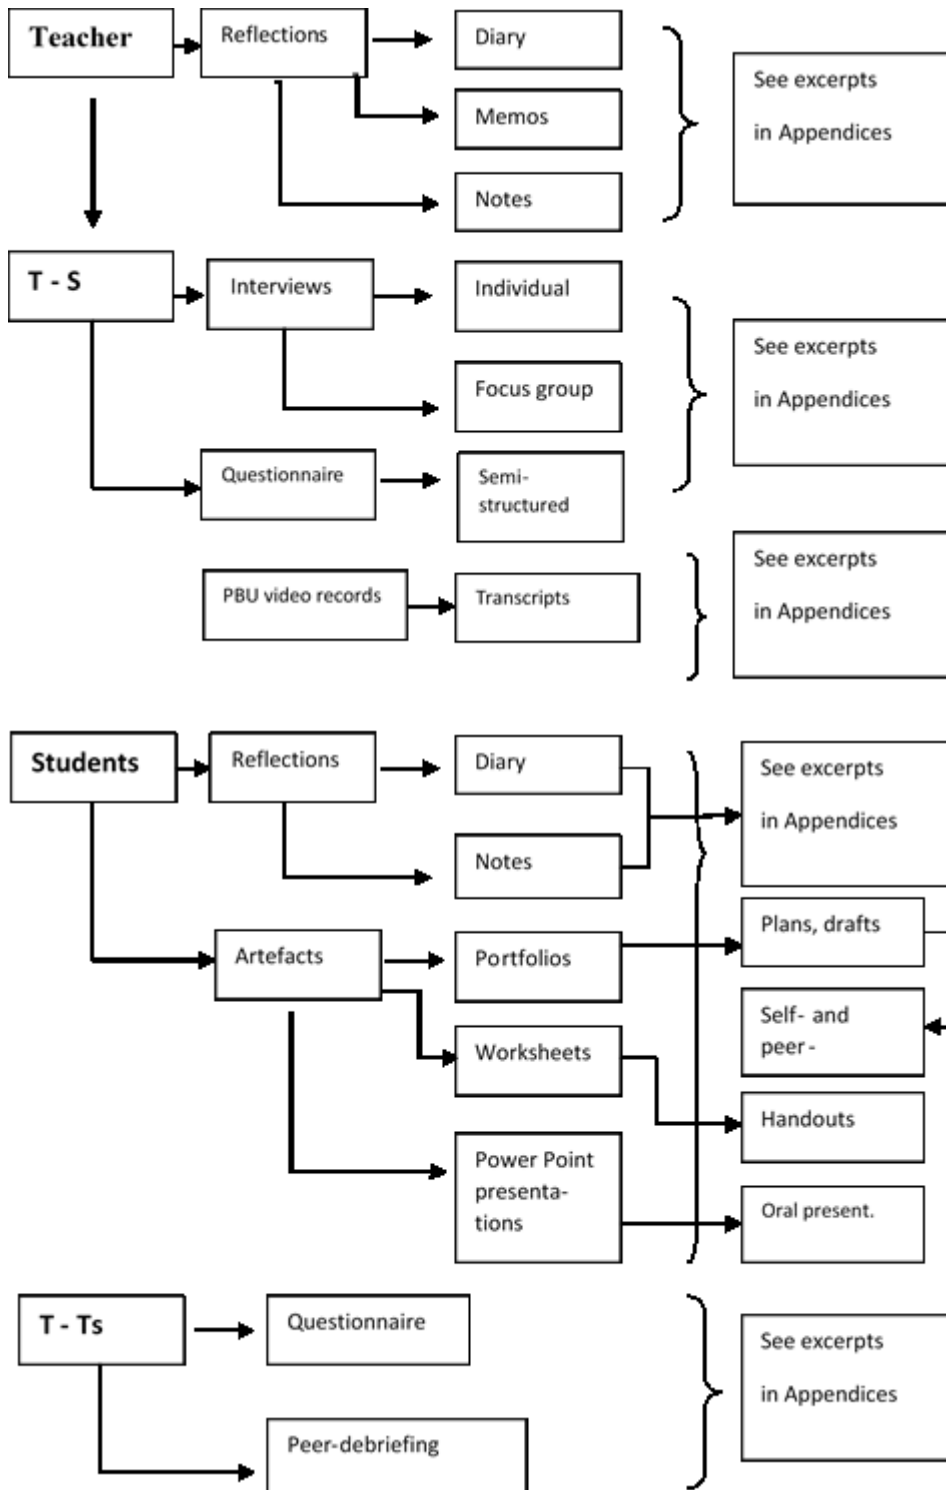 Teacher
Reflections
Diary
Memos
Notes
See excerpts
in Appendices
T - S
Interviews
Individual
Focus group
Questionnaire
Semi-
structured
See excerpts
in Appendices
PBU video records
Transcripts
See excerpts
in Appendices
Students
Reflections
Diary
Notes
See excerpts
in Appendices
Artefacts
Portfolios
Plans, drafts
Self- and
peer-
Worksheets
Handouts
Power Point
presenta-
tions
Oral present.
T - Ts
Questionnaire
Peer-debriefing
See excerpts
in Appendices